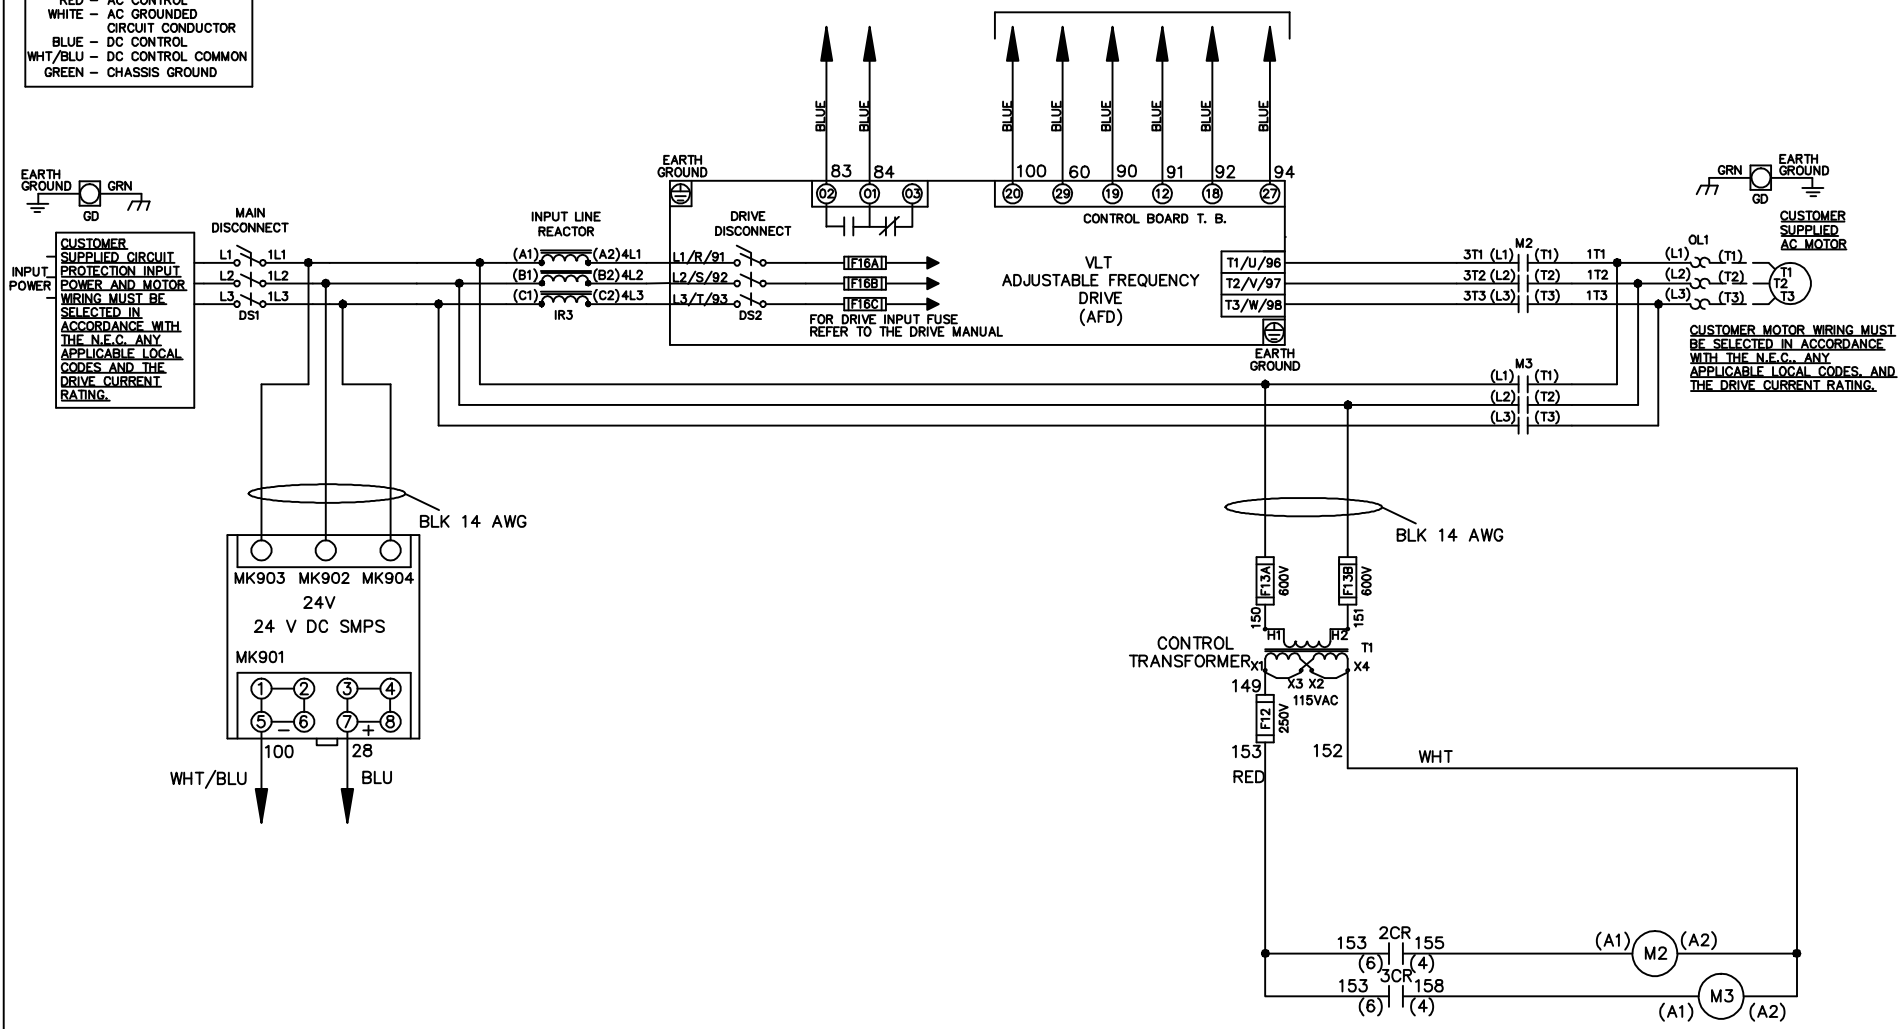 RED – AC CONTROL
WHITE – AC GROUNDED
CIRCUIT CONDUCTOR
BLUE – DC CONTROL
WHT/BLU – DC CONTROL COMMON
GREEN – CHASSIS GROUND
BLUE
BLUE
BLUE
BLUE
BLUE
BLUE
BLUE
BLUE
83
84
100
60
90
91
92
94
02
01
03
20
29
19
12
18
27
CONTROL BOARD T. B.
EARTH
GROUND
GRN
GD
EARTH
GROUND
GRN
EARTH
GROUND
GD
CUSTOMER
SUPPLIED
AC MOTOR
INPUT
POWER
CUSTOMER
SUPPLIED CIRCUIT
PROTECTION INPUT
POWER AND MOTOR
WIRING MUST BE
SELECTED IN
ACCORDANCE WITH
THE N.E.C. ANY
APPLICABLE LOCAL
CODES AND THE
DRIVE CURRENT
RATING.
MAIN
DISCONNECT
L1 1L1
L2 1L2
L3 1L3
DS1
INPUT LINE
REACTOR
(A1) (A2) 4L1
(B1) (B2) 4L2
(C1) (C2) 4L3
IR3
DRIVE
DISCONNECT
L1/R/91
L2/S/92
L3/T/93
DS2
F16A
F16B
F16C
FOR DRIVE INPUT FUSE
REFER TO THE DRIVE MANUAL
VLT
ADJUSTABLE FREQUENCY
DRIVE
(AFD)
T1/U/96
T2/V/97
T3/W/98
EARTH
GROUND
M2
3T1 (L1) (T1) 1T1
3T2 (L2) (T2) 1T2
3T3 (L3) (T3) 1T3
OL1
(L1) (T1)
(L2) (T2)
(L3) (T3)
T1
T2
T3
CUSTOMER MOTOR WIRING MUST
BE SELECTED IN ACCORDANCE
WITH THE N.E.C., ANY
APPLICABLE LOCAL CODES, AND
THE DRIVE CURRENT RATING.
M3
(L1) (T1)
(L2) (T2)
(L3) (T3)
BLK 14 AWG
MK903 MK902 MK904
24V
24 V DC SMPS
MK901
1 2 3 4
5 – 6 7 + 8
100
28
WHT/BLU
BLU
BLK 14 AWG
F13A
600V
F13B
600V
150
151
H1 H2
T1
CONTROL
TRANSFORMER
X1 X4
X3 X2
115VAC
149
F12
250V
153
152
RED
WHT
2CR
153 155
(6) (4)
(A1) M2 (A2)
3CR
153 158
(6) (4)
(A1) M3 (A2)